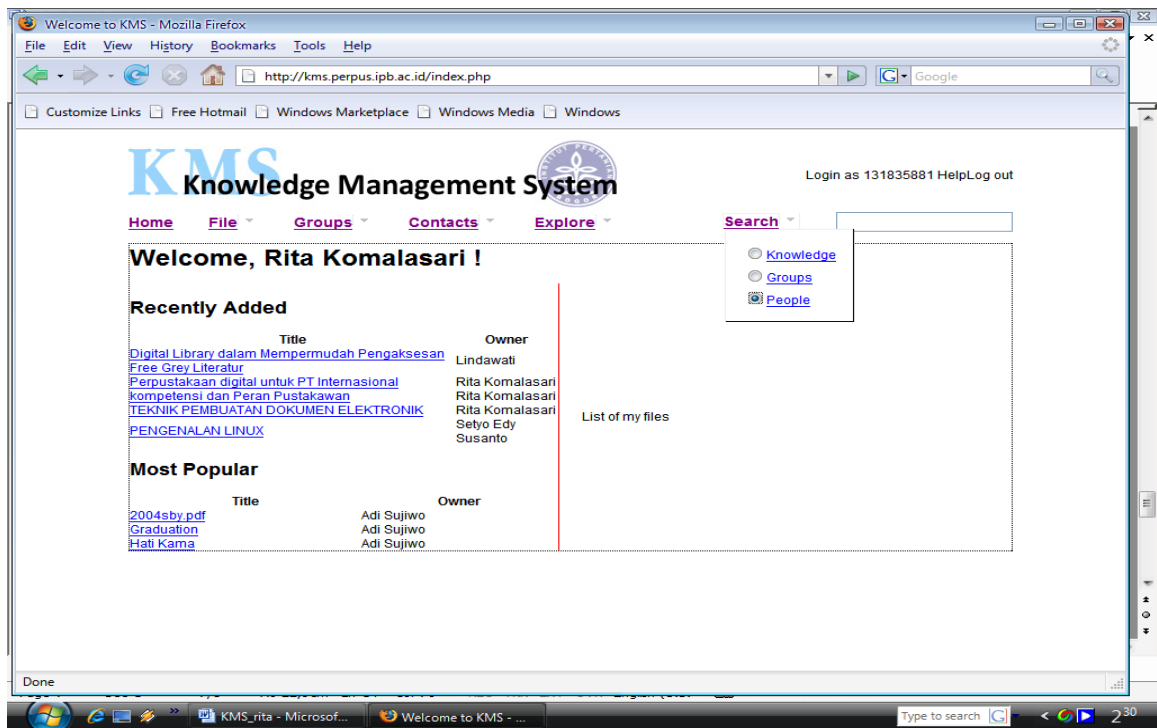 Welcome to KMS - Mozilla Firefox
File Edit View History Bookmarks Tools Help
http://kms.perpus.ipb.ac.id/index.php
Google
Customize Links Free Hotmail Windows Marketplace Windows Media Windows
KMS
Knowledge Management System
Login as 131835881 HelpLog out
Home File Groups Contacts Explore Search
Knowledge
Groups
People
Welcome, Rita Komalasari !
Recently Added
Title Owner
Digital Library dalam Mempermudah Pengaksesan
Free Grey Literatur Lindawati
Perpustakaan digital untuk PT Internasional Rita Komalasari
kompetensi dan Peran Pustakawan Rita Komalasari
TEKNIK PEMBUATAN DOKUMEN ELEKTRONIK Rita Komalasari
PENGENALAN LINUX Setyo Edy
Susanto
List of my files
Most Popular
Title Owner
2004sby.pdf Adi Sujiwo
Graduation Adi Sujiwo
Hati Kama Adi Sujiwo
Done
KMS_rita - Microsof... Welcome to KMS - ... Type to search 230